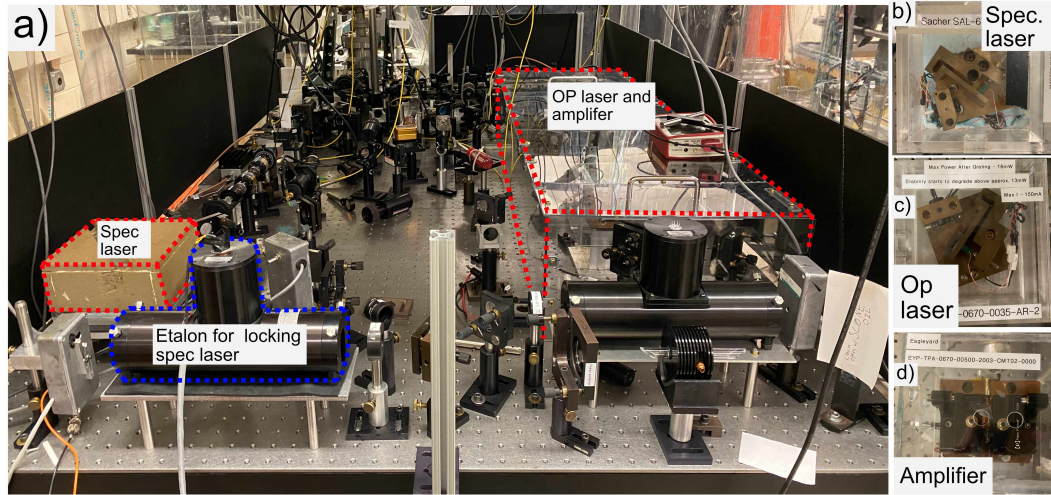 a)
OP laser and
amplifer
Spec
laser
Etalon for locking
spec laser
b)
Sacher SAL-6
Spec.
laser
Max Power After Grating - 16mW
Stability starts to degrade above approx. 13mW
Max I - 150mA
c)
Op
laser
-0670-0035-AR-2
Eagleyard
EYP-TPA-0670-00500-2003-CMT02-0000
d)
Amplifier